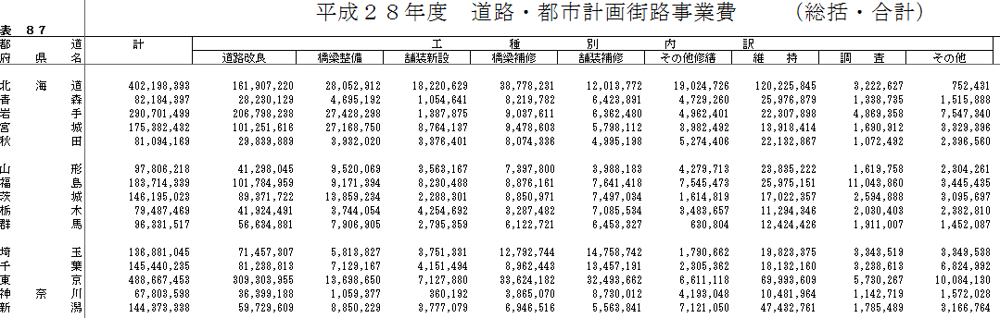 平成28年度 道路・都市計画街路事業費 (総括・合計)
表 87
都 道 計 工 種 別 内 訳
府 県 名 道路改良 橋梁整備 舗装新設 橋梁補修 舗装補修 その他修繕 維 持 調 査 その他
北 海 道 402,198,393 161,907,220 28,052,912 18,220,629 38,778,231 12,013,772 19,024,726 120,225,845 3,222,627 752,431
青 森 82,184,397 28,230,129 4,695,192 1,054,641 8,219,782 6,423,891 4,729,260 25,976,879 1,338,735 1,515,888
岩 手 290,701,499 206,798,238 27,428,298 1,387,875 9,037,611 6,362,480 4,962,401 22,307,898 4,869,358 7,547,340
宮 城 175,382,432 101,251,616 27,168,750 8,764,137 9,478,603 5,798,112 3,982,492 13,918,414 1,690,912 3,329,396
秋 田 81,094,169 29,839,889 3,932,020 3,376,401 8,074,336 4,995,198 5,274,406 22,132,867 1,072,492 2,396,560
山 形 97,806,218 41,298,045 9,520,069 3,563,167 7,397,800 3,988,183 4,279,713 23,835,222 1,619,758 2,304,261
福 島 183,714,339 101,784,959 9,171,394 8,230,488 8,876,161 7,641,418 7,545,473 25,975,151 11,043,860 3,445,435
茨 城 146,195,023 89,371,722 13,859,234 2,288,301 8,850,971 7,497,034 1,614,819 17,022,357 2,594,888 3,095,697
栃 木 79,487,469 41,924,491 3,744,054 4,254,692 3,287,482 7,085,534 3,483,657 11,294,346 2,030,403 2,382,810
群 馬 96,331,517 56,634,881 7,906,905 2,795,359 6,122,721 6,453,327 630,804 12,424,426 1,911,007 1,452,087
埼 玉 136,881,045 71,457,307 5,813,827 3,751,331 12,792,744 14,758,742 1,790,662 19,823,375 3,343,519 3,349,538
千 葉 145,440,235 81,238,813 7,129,167 4,151,494 8,962,443 13,457,191 2,305,362 18,132,160 3,238,613 6,824,992
東 京 488,667,453 309,303,955 13,698,650 7,127,880 33,624,182 32,493,662 6,611,118 69,993,609 5,730,267 10,084,130
神 奈 川 67,803,598 36,399,188 1,059,377 360,192 3,865,070 8,730,012 4,193,048 10,481,964 1,142,719 1,572,028
新 潟 144,373,338 59,729,609 8,850,229 3,777,079 6,946,516 5,563,841 7,121,050 47,432,761 1,785,489 3,166,764